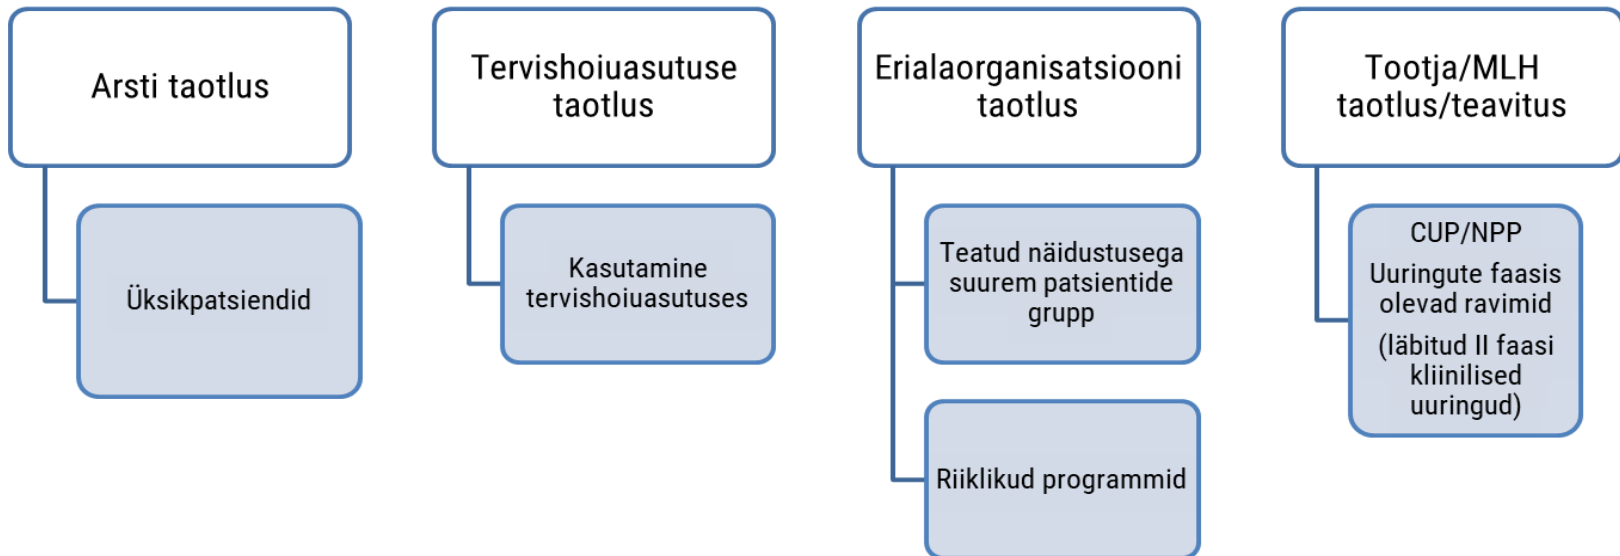 Arsti taotlus
Üksikpatsiendid
Tervishoiuasutuse
taotlus
Kasutamine
tervishoiuasutuses
Erialaorganisatsiooni
taotlus
Teatud näidustusega
suurem patsientide
grupp
Riiklikud programmid
Tootja/MLH
taotlus/teavitus
CUP/NPP
Uuringute faasis
olevad ravimid
(läbitud II faasi
kliinilised
uuringud)